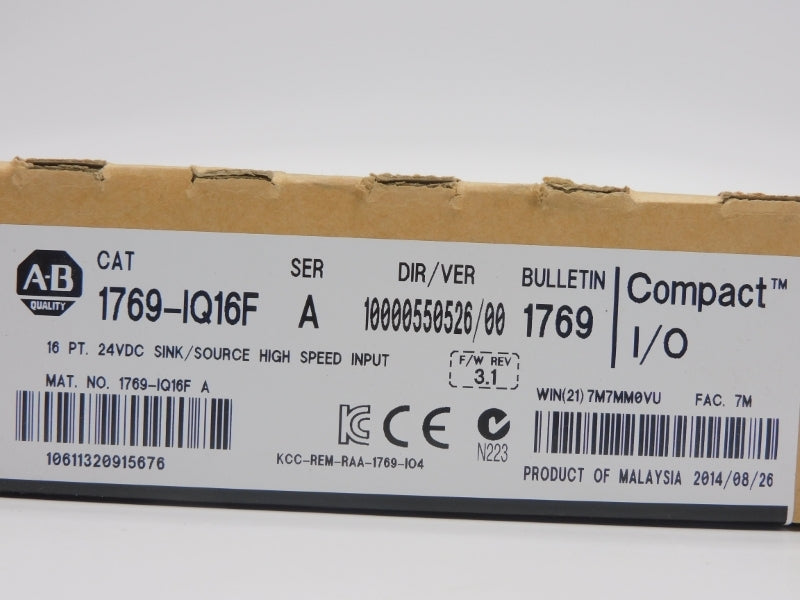 A-B
QUALITY
CAT
1769-IQ16F
SER
A
DIR/VER
10000550526/00
BULLETIN
1769
Compact™
I/O
16 PT. 24VDC SINK/SOURCE HIGH SPEED INPUT
F/W REV
3.1
MAT. NO. 1769-IQ16F A
10611320915676
KCC-REM-RAA-1769-IO4
N223
WIN(21) 7M7MM0VU FAC. 7M
PRODUCT OF MALAYSIA 2014/08/26